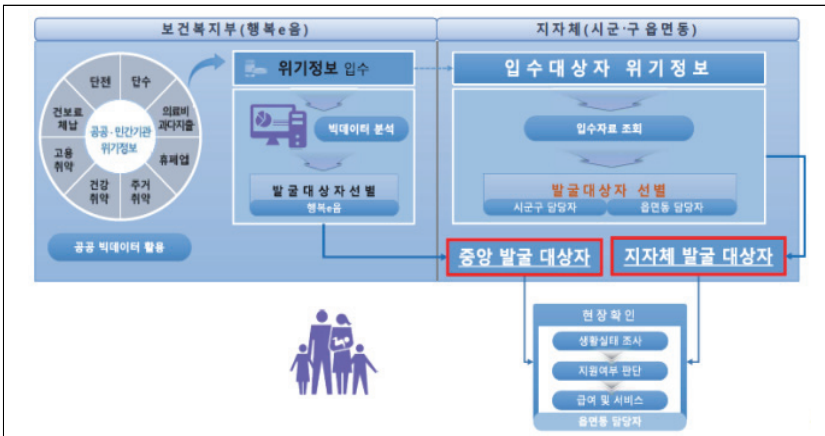 보건복지부(행복e음)
지자체(시군·구 읍면동)
단전
단수
건보료
체납
의료비
과다지출
공공·민간기관
위기정보
고용
취약
휴폐업
건강
취약
주거
취약
공공 빅데이터 활용
위기정보 입수
빅데이터 분석
발굴대상자선별
행복e음
입수대상자 위기정보
입수자료 조회
발굴대상자 선별
시군구 담당자
읍면동 담당자
중앙 발굴 대상자
지자체 발굴 대상자
현장확인
생활실태 조사
지원여부 판단
급여 및 서비스
읍면동 담당자